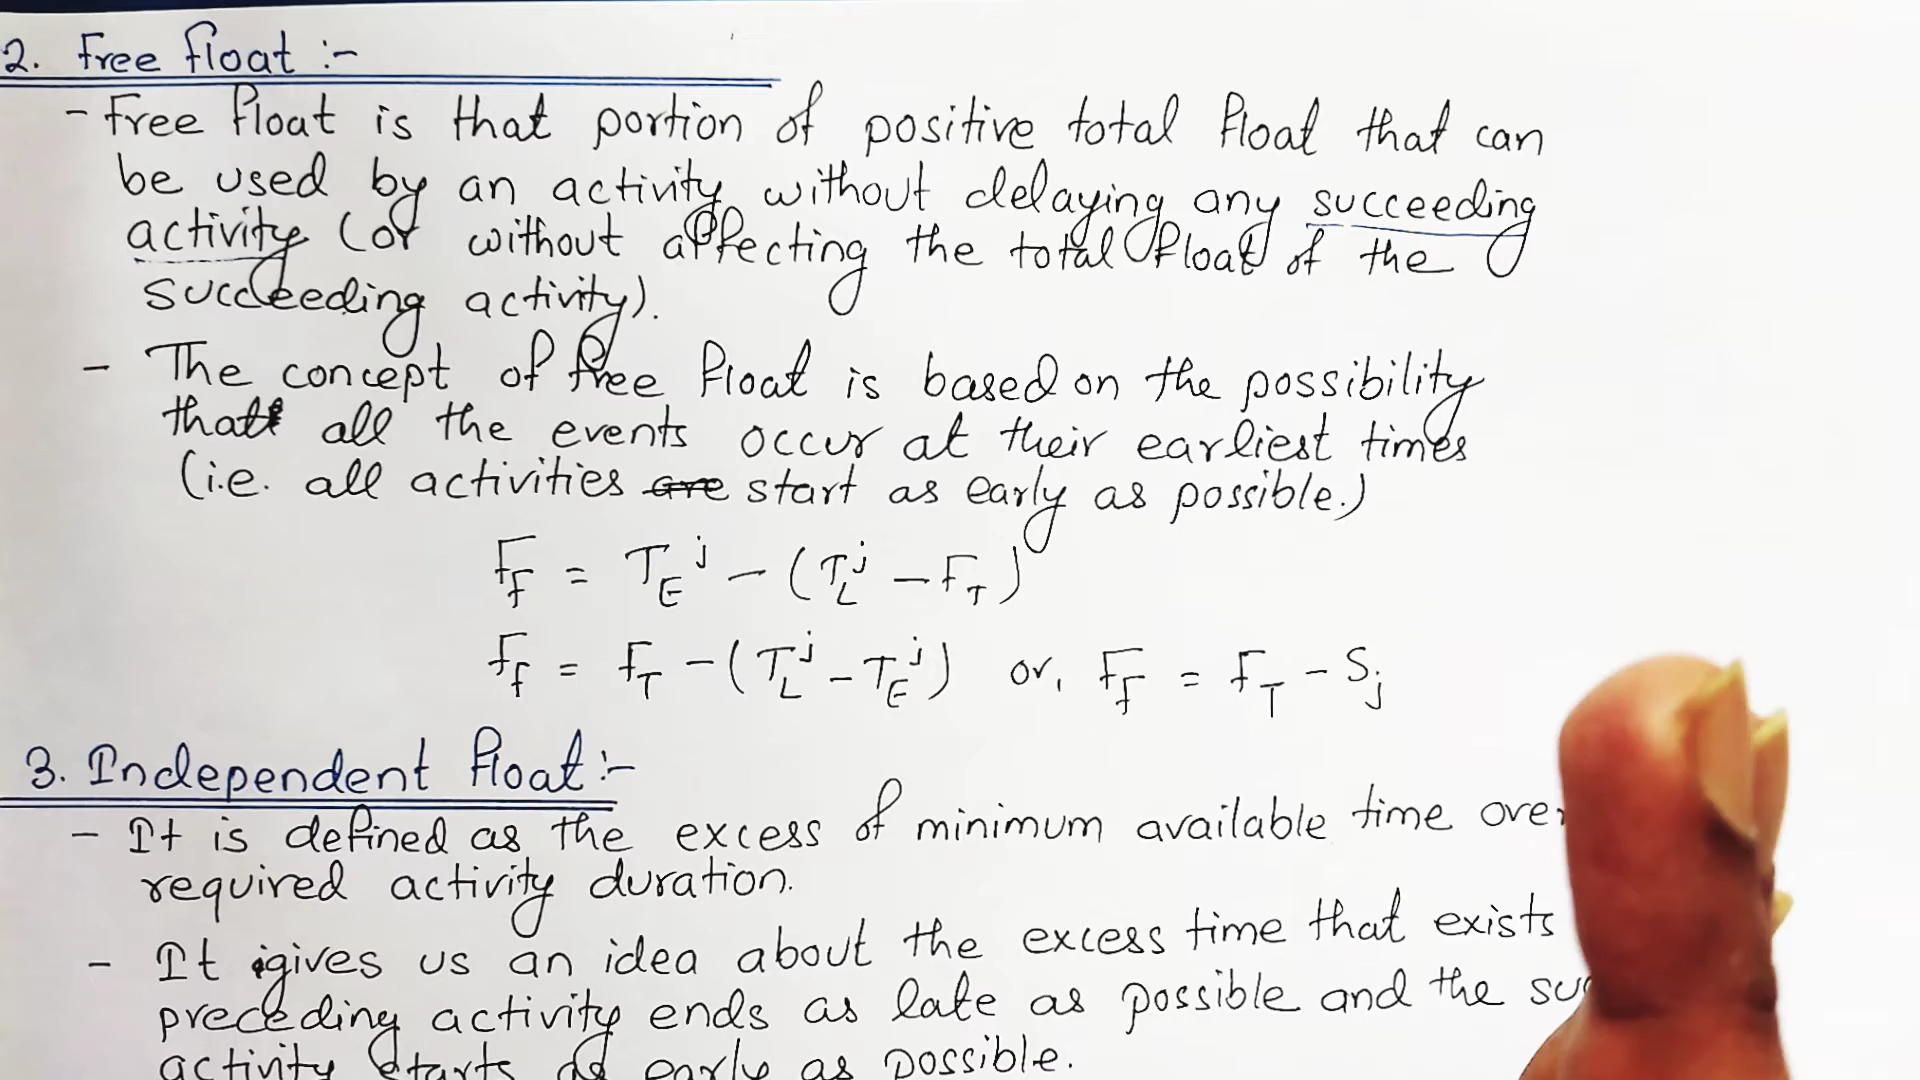 2. Free float :-
- Free float is that portion of positive total float that can
be used by an activity without delaying any succeeding
activity (or without affecting the total float of the
succeeding activity).
- The concept of free float is based on the possibility
that all the events occur at their earliest times
(i.e. all activities are start as early as possible.)
F_F = T_E^j - (T_L^j - F_T)
F_F = F_T - (T_L^j - T_E^j) or, F_F = F_T - S_j
3. Independent float :-
- It is defined as the excess of minimum available time over
required activity duration.
- It gives us an idea about the excess time that exists
preceding activity ends as late as possible and the
activity starts as early as possible.